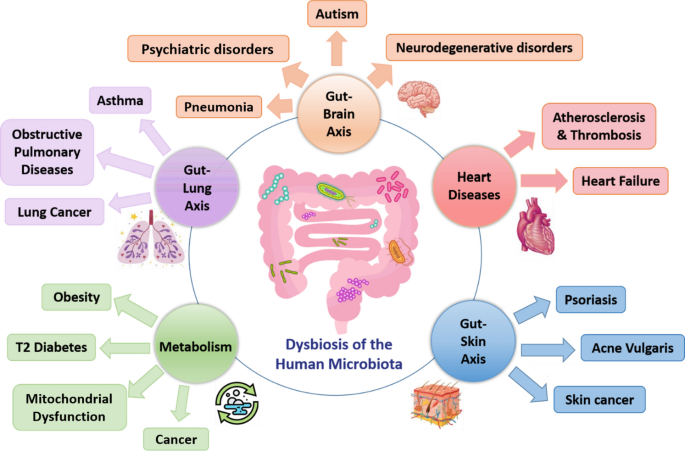 Autism
Psychiatric disorders
Neurodegenerative disorders
Pneumonia
Gut-
Brain
Axis
Asthma
Obstructive
Pulmonary
Diseases
Lung Cancer
Gut-
Lung
Axis
Atherosclerosis
& Thrombosis
Heart Failure
Heart
Diseases
Obesity
T2 Diabetes
Mitochondrial
Dysfunction
Cancer
Metabolism
Dysbiosis of the
Human Microbiota
Gut-
Skin
Axis
Psoriasis
Acne Vulgaris
Skin cancer